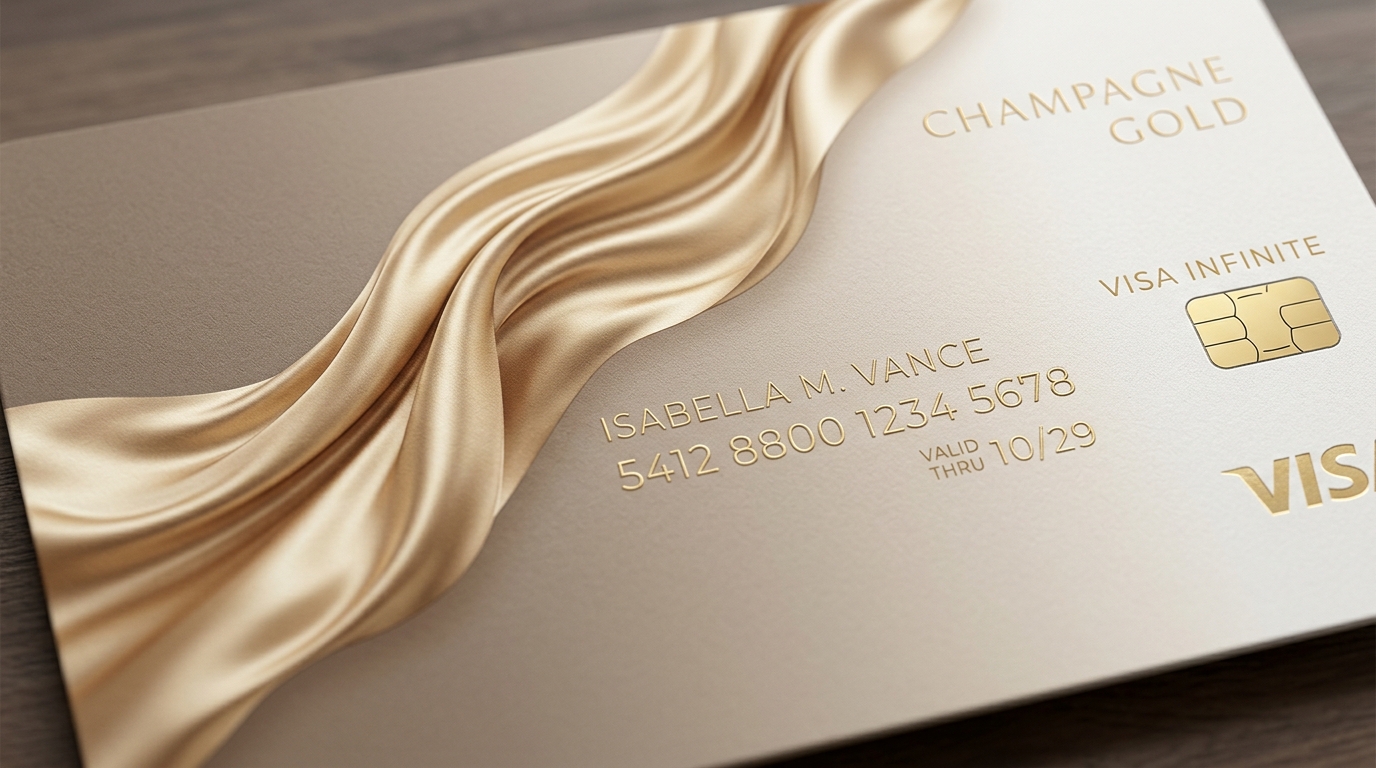 CHAMPAGNE
GOLD
VISA INFINITE
ISABELLA M. VANCE
5412 8800 1234 5678
VALID
THRU 10/29
VISA